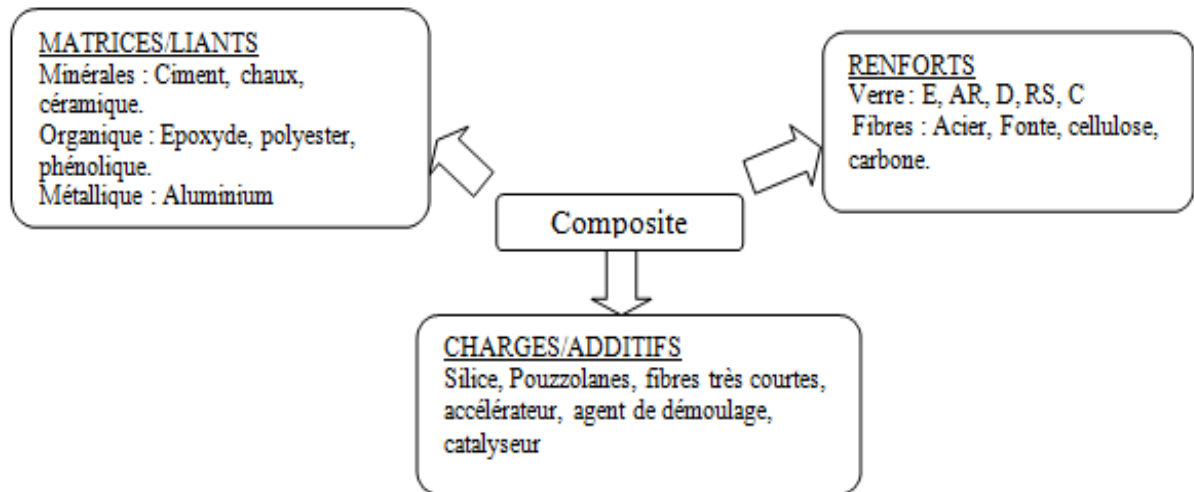 MATRICES/LIANTS
Minérales : Ciment, chaux,
céramique.
Organique : Epoxyde, polyester,
phénolique.
Métallique : Aluminium
RENFORTS
Verre : E, AR, D, RS, C
Fibres : Acier, Fonte, cellulose,
carbone.
Composite
CHARGES/ADDITIFS
Silice, Pouzzolanes, fibres très courtes,
accélérateur, agent de démoulage,
catalyseur